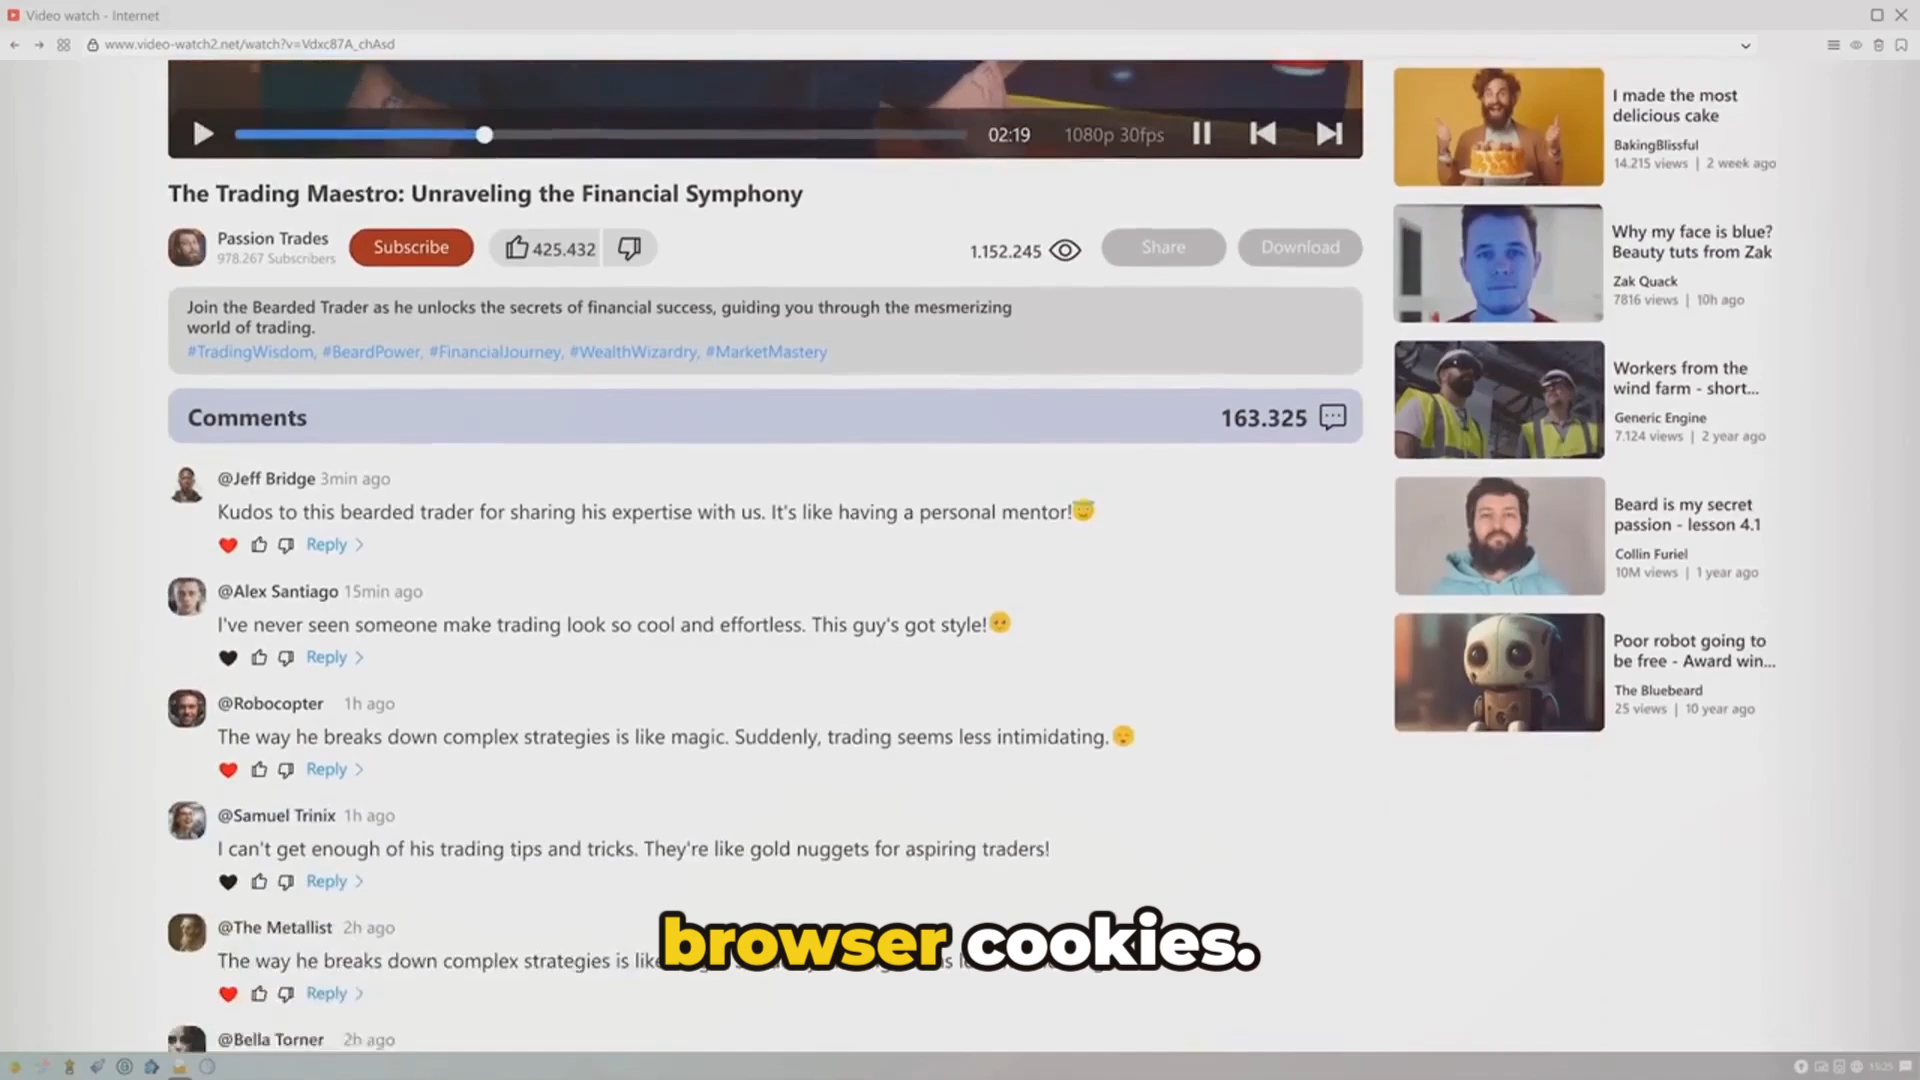 Video watch - Internet
www.video-watch2.net/watch?v=Vdxc87A_chAsd
02:19 1080p 30fps
The Trading Maestro: Unraveling the Financial Symphony
Passion Trades
978.267 Subscribers
Subscribe
425.432
1.152.245
Share
Download
Join the Bearded Trader as he unlocks the secrets of financial success, guiding you through the mesmerizing
world of trading.
#TradingWisdom, #BeardPower, #FinancialJourney, #WealthWizardry, #MarketMastery
Comments 163.325
@Jeff Bridge 3min ago
Kudos to this bearded trader for sharing his expertise with us. It's like having a personal mentor!😇
Reply >
@Alex Santiago 15min ago
I've never seen someone make trading look so cool and effortless. This guy's got style!
Reply >
@Robocopter 1h ago
The way he breaks down complex strategies is like magic. Suddenly, trading seems less intimidating.
Reply >
@Samuel Trinix 1h ago
I can't get enough of his trading tips and tricks. They're like gold nuggets for aspiring traders!
Reply >
@The Metallist 2h ago
The way he breaks down complex strategies is like
Reply >
@Bella Torner 2h ago
browser cookies.
I made the most
delicious cake
BakingBlissful
14.215 views | 2 week ago
Why my face is blue?
Beauty tuts from Zak
Zak Quack
7816 views | 10h ago
Workers from the
wind farm - short...
Generic Engine
7.124 views | 2 year ago
Beard is my secret
passion - lesson 4.1
Collin Furiel
10M views | 1 year ago
Poor robot going to
be free - Award win...
The Bluebeard
25 views | 10 year ago